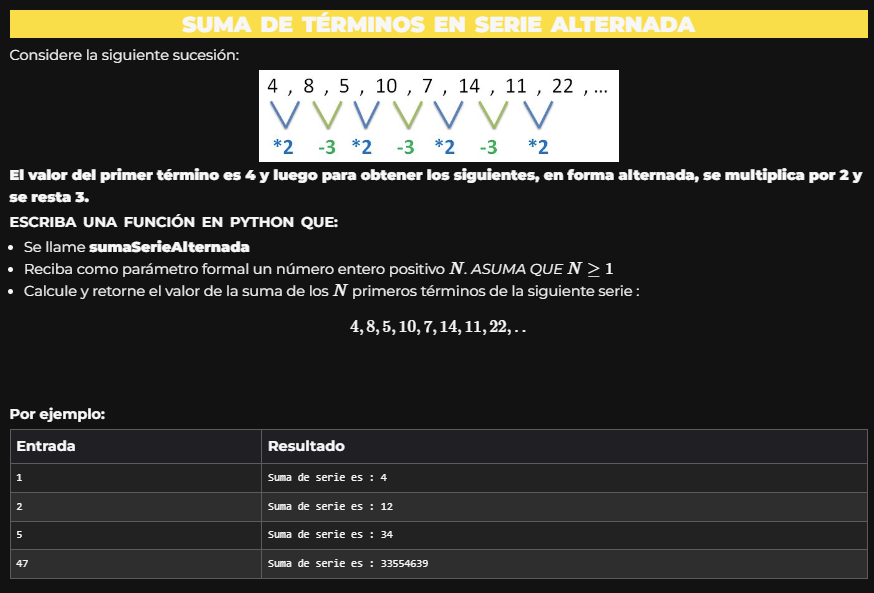 SUMA DE TÉRMINOS EN SERIE ALTERNADA
Considere la siguiente sucesión:
4 , 8 , 5 , 10 , 7 , 14 , 11 , 22 , ...
*2 -3 *2 -3 *2 -3 *2
El valor del primer término es 4 y luego para obtener los siguientes, en forma alternada, se multiplica por 2 y
se resta 3.
ESCRIBA UNA FUNCIÓN EN PYTHON QUE:
• Se llame sumaSerieAlternada
• Reciba como parámetro formal un número entero positivo N. ASUMA QUE N ≥ 1
• Calcule y retorne el valor de la suma de los N primeros términos de la siguiente serie :
4, 8, 5, 10, 7, 14, 11, 22, . .
Por ejemplo:
Entrada Resultado
1 Suma de serie es : 4
2 Suma de serie es : 12
5 Suma de serie es : 34
47 Suma de serie es : 33554639